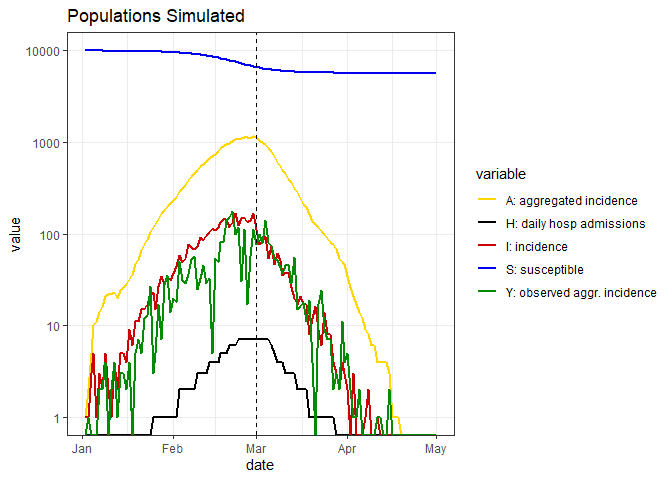 Populations Simulated
10000
1000
100
10
1
value
Jan Feb Mar Apr May
date
variable
A: aggregated incidence
H: daily hosp admissions
I: incidence
S: susceptible
Y: observed aggr. incidence